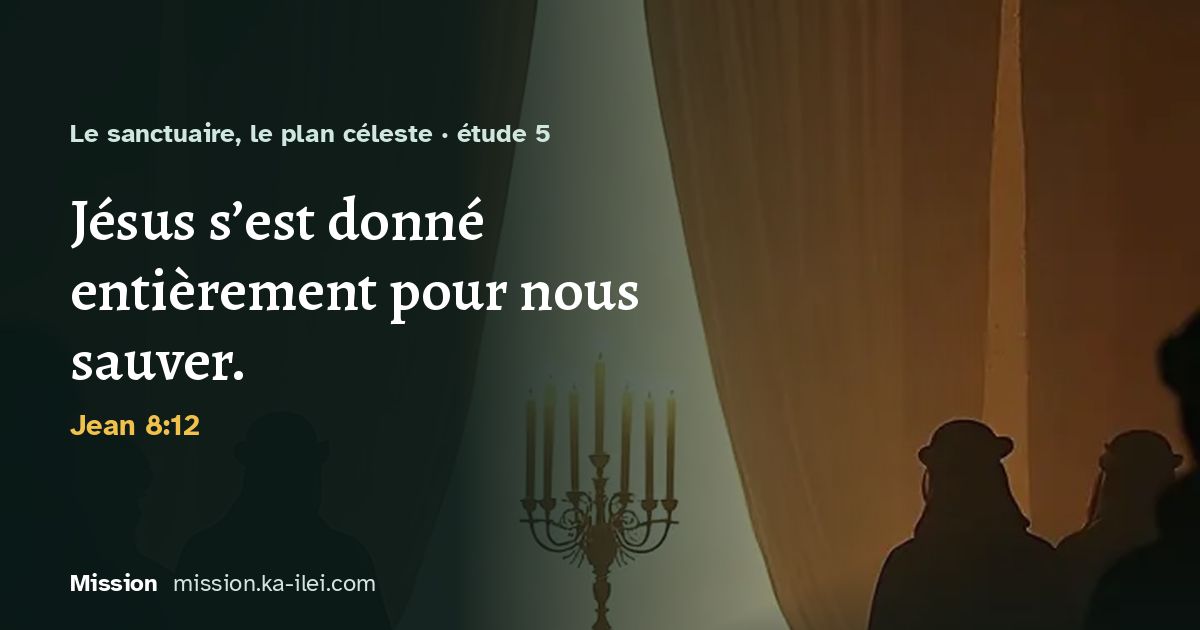 Le sanctuaire, le plan céleste · étude 5
Jésus s’est donné
entièrement pour nous
sauver.
Jean 8:12
Mission mission.ka-ilei.com